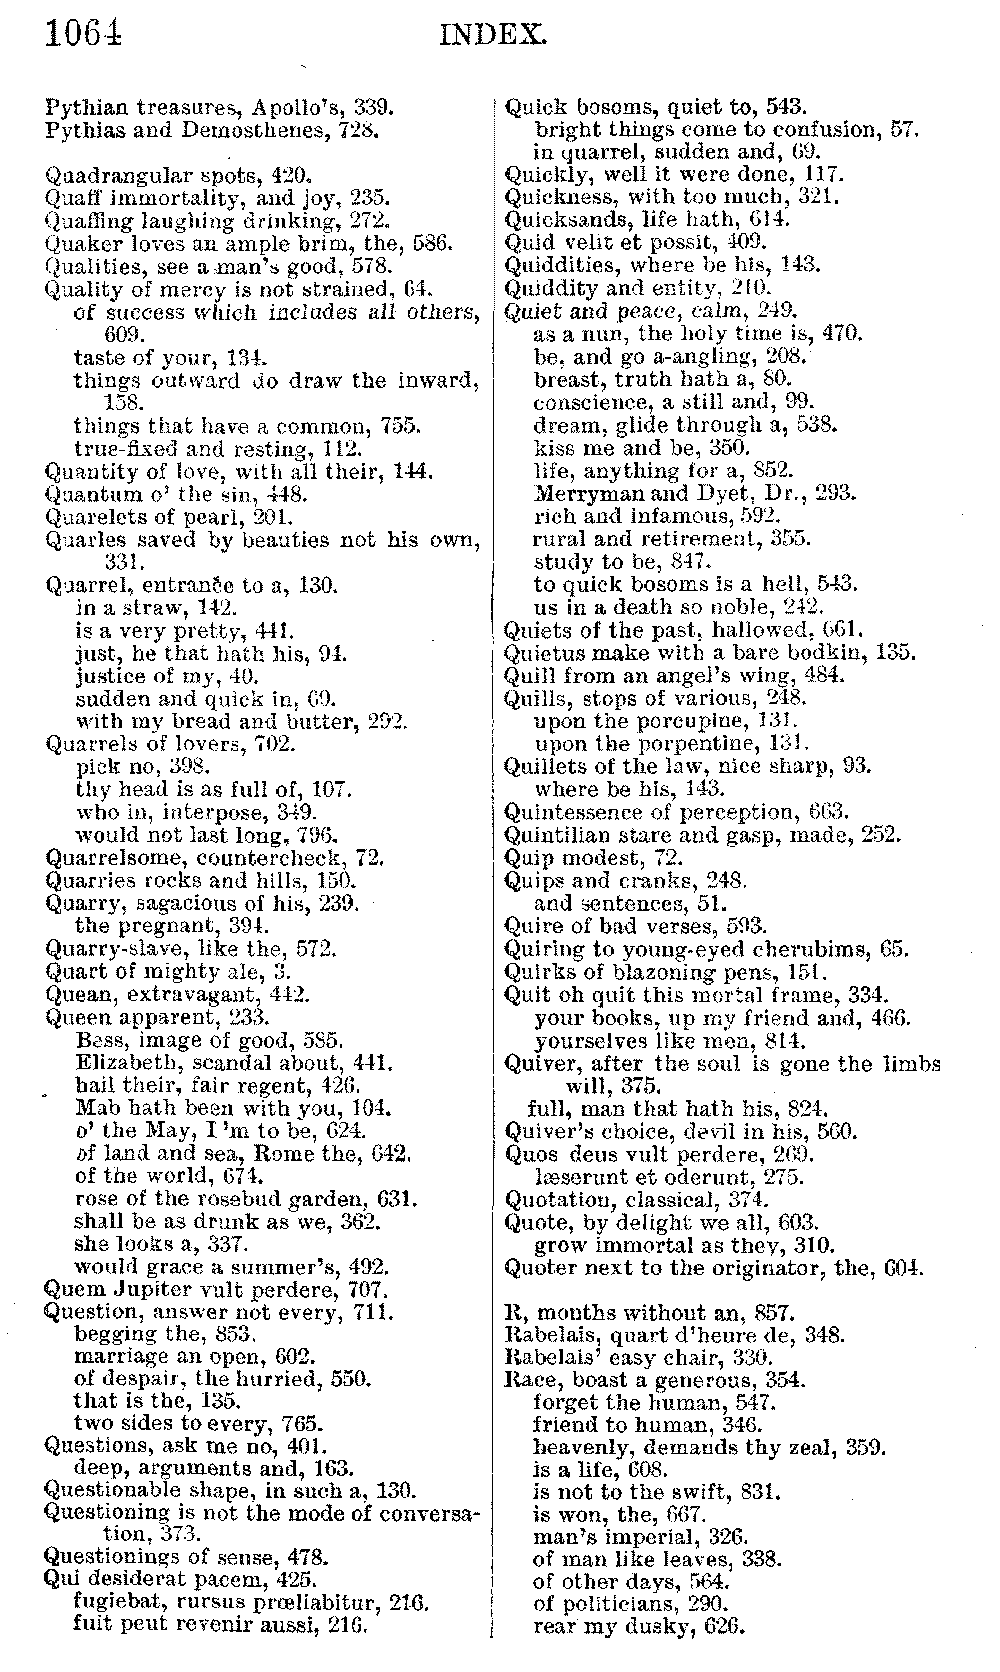 1064
INDEX.
Pythian treasures, Apollo's, 339.
Pythias and Demosthenes, 728.
Quadrangular spots, 420.
Quaff immortality, and joy, 235.
Quaffing laughing drinking, 272.
Quaker loves an ample brim, the, 586.
Qualities, see a man's good, 578.
Quality of mercy is not strained, 64.
of success which includes all others,
609.
taste of your, 134.
things outward do draw the inward,
158.
things that have a common, 755.
true-fixed and resting, 112.
Quantity of love, with all their, 144.
Quantum o' the sin, 448.
Quarelets of pearl, 201.
Quarles saved by beauties not his own,
331.
Quarrel, entrance to a, 130.
in a straw, 142.
is a very pretty, 441.
just, he that hath his, 94.
justice of my, 40.
sudden and quick in, 69.
with my bread and butter, 292.
Quarrels of lovers, 702.
pick no, 398.
thy head is as full of, 107.
who in, interpose, 349.
would not last long, 796.
Quarrelsome, countercheck, 72.
Quarries rocks and hills, 150.
Quarry, sagacious of his, 239.
the pregnant, 394.
Quarry-slave, like the, 572.
Quart of mighty ale, 3.
Quean, extravagant, 442.
Queen apparent, 233.
Bess, image of good, 585.
Elizabeth, scandal about, 441.
hail their, fair regent, 426.
Mab hath been with you, 104.
o' the May, I 'm to be, 624.
of land and sea, Rome the, 642.
of the world, 674.
rose of the rosebud garden, 631.
shall be as drunk as we, 362.
she looks a, 337.
would grace a summer's, 492.
Quem Jupiter vult perdere, 707.
Question, answer not every, 711.
begging the, 853.
marriage an open, 602.
of despair, the hurried, 550.
that is the, 135.
two sides to every, 765.
Questions, ask me no, 401.
deep, arguments and, 163.
Questionable shape, in such a, 130.
Questioning is not the mode of conversa-
tion, 373.
Questionings of sense, 478.
Qui desiderat pacem, 425.
fugiebat, rursus prœliabitur, 216.
fuit peut revenir aussi, 216.
Quick bosoms, quiet to, 543.
bright things come to confusion, 57.
in quarrel, sudden and, 69.
Quickly, well it were done, 117.
Quickness, with too much, 321.
Quicksands, life hath, 614.
Quid velit et possit, 409.
Quiddities, where be his, 143.
Quiddity and entity, 210.
Quiet and peace, calm, 249.
as a nun, the holy time is, 470.
be, and go a-angling, 208.
breast, truth hath a, 80.
conscience, a still and, 99.
dream, glide through a, 538.
kiss me and be, 350.
life, anything for a, 852.
Merryman and Dyet, Dr., 293.
rich and infamous, 592.
rural and retirement, 355.
study to be, 847.
to quick bosoms is a hell, 543.
us in a death so noble, 242.
Quiets of the past, hallowed, 661.
Quietus make with a bare bodkin, 135.
Quill from an angel's wing, 484.
Quills, stops of various, 248.
upon the porcupine, 131.
upon the porpentine, 131.
Quillets of the law, nice sharp, 93.
where be his, 143.
Quintessence of perception, 663.
Quintilian stare and gasp, made, 252.
Quip modest, 72.
Quips and cranks, 248.
and sentences, 51.
Quire of bad verses, 593.
Quiring to young-eyed cherubims, 65.
Quirks of blazoning pens, 151.
Quit oh quit this mortal frame, 334.
your books, up my friend and, 466.
yourselves like men, 814.
Quiver, after the soul is gone the limbs
will, 375.
full, man that hath his, 824.
Quiver's choice, devil in his, 560.
Quos deus vult perdere, 269.
læserunt et oderunt, 275.
Quotation, classical, 374.
Quote, by delight we all, 603.
grow immortal as they, 310.
Quoter next to the originator, the, 604.
R, months without an, 857.
Rabelais, quart d'heure de, 348.
Rabelais' easy chair, 330.
Race, boast a generous, 354.
forget the human, 547.
friend to human, 346.
heavenly, demands thy zeal, 359.
is a life, 608.
is not to the swift, 831.
is won, the, 667.
man's imperial, 326.
of man like leaves, 338.
of other days, 564.
of politicians, 290.
rear my dusky, 626.